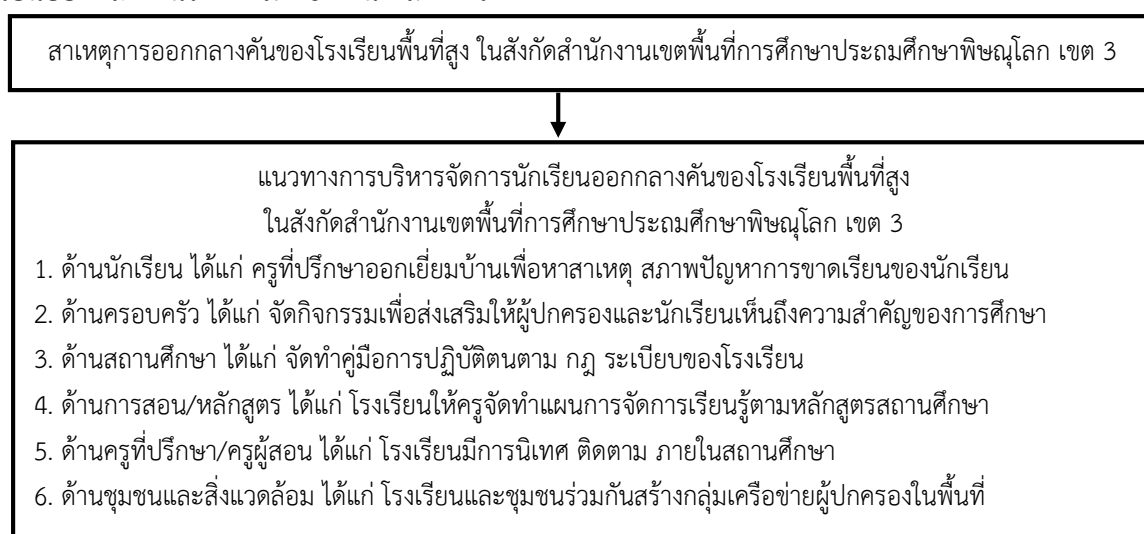 สาเหตุการออกกลางคันของโรงเรียนพื้นที่สูง ในสังกัดสำนักงานเขตพื้นที่การศึกษาประถมศึกษาพิษณุโลก เขต 3
แนวทางการบริหารจัดการนักเรียนออกกลางคันของโรงเรียนพื้นที่สูง
ในสังกัดสำนักงานเขตพื้นที่การศึกษาประถมศึกษาพิษณุโลก เขต 3
1. ด้านนักเรียน ได้แก่ ครูที่ปรึกษาออกเยี่ยมบ้านเพื่อหาสาเหตุ สภาพปัญหาการขาดเรียนของนักเรียน
2. ด้านครอบครัว ได้แก่ จัดกิจกรรมเพื่อส่งเสริมให้ผู้ปกครองและนักเรียนเห็นถึงความสำคัญของการศึกษา
3. ด้านสถานศึกษา ได้แก่ จัดทำคู่มือการปฏิบัติตนตาม กฎ ระเบียบของโรงเรียน
4. ด้านการสอน/หลักสูตร ได้แก่ โรงเรียนให้ครูจัดทำแผนการจัดการเรียนรู้ตามหลักสูตรสถานศึกษา
5. ด้านครูที่ปรึกษา/ครูผู้สอน ได้แก่ โรงเรียนมีการนิเทศ ติดตาม ภายในสถานศึกษา
6. ด้านชุมชนและสิ่งแวดล้อม ได้แก่ โรงเรียนและชุมชนร่วมกันสร้างกลุ่มเครือข่ายผู้ปกครองในพื้นที่